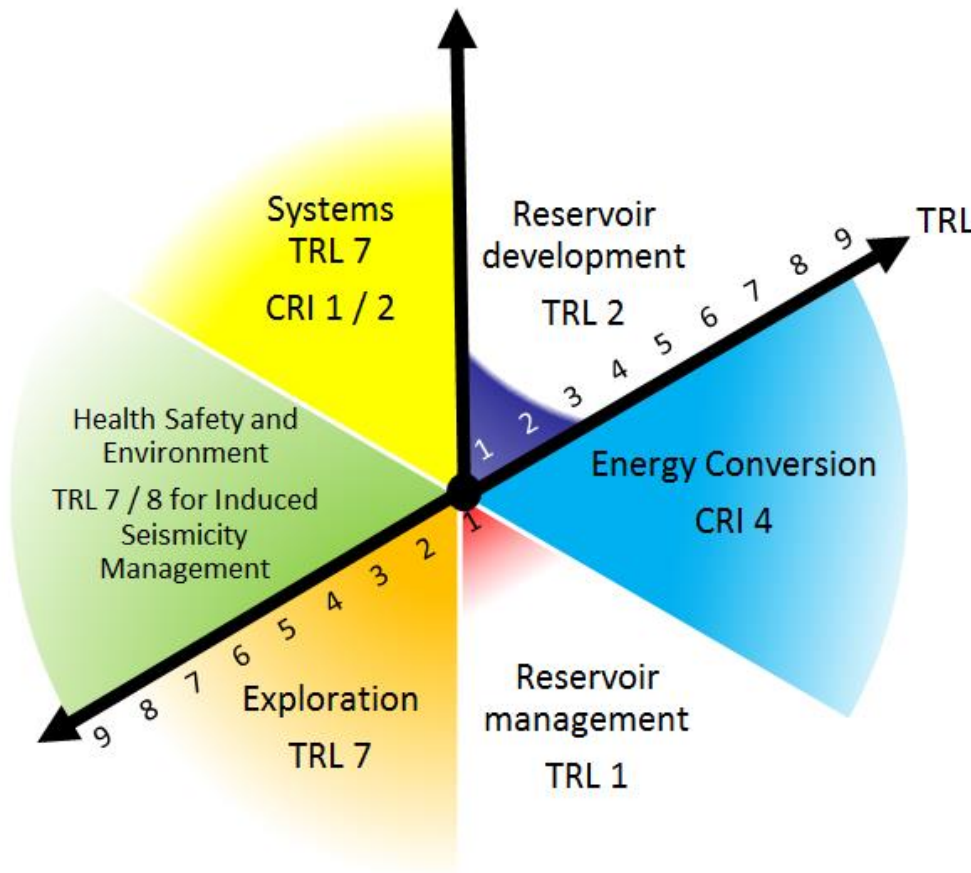 Systems
TRL 7
CRI 1 / 2
Reservoir
development
TRL 2
TRL
1 2 3 4 5 6 7 8 9
Health Safety and
Environment
TRL 7 / 8 for Induced
Seismicity
Management
Energy Conversion
CRI 4
9 8 7 6 5 4 3 2 1
Exploration
TRL 7
Reservoir
management
TRL 1